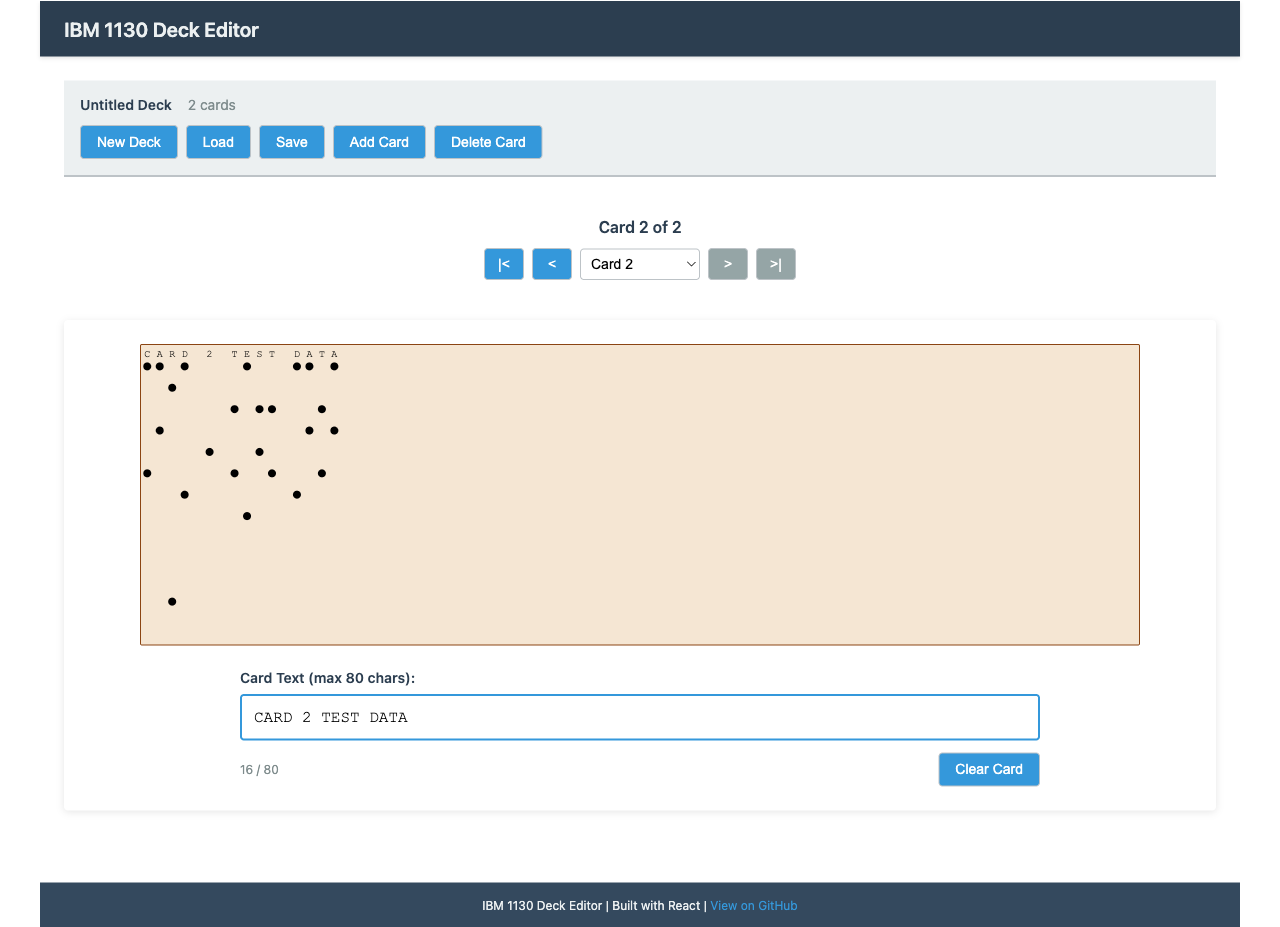 IBM 1130 Deck Editor
Untitled Deck 2 cards
New Deck Load Save Add Card Delete Card
Card 2 of 2
|< < Card 2 > >|
CARD 2 TEST DATA
Card Text (max 80 chars):
CARD 2 TEST DATA
16 / 80 Clear Card
IBM 1130 Deck Editor | Built with React | View on GitHub